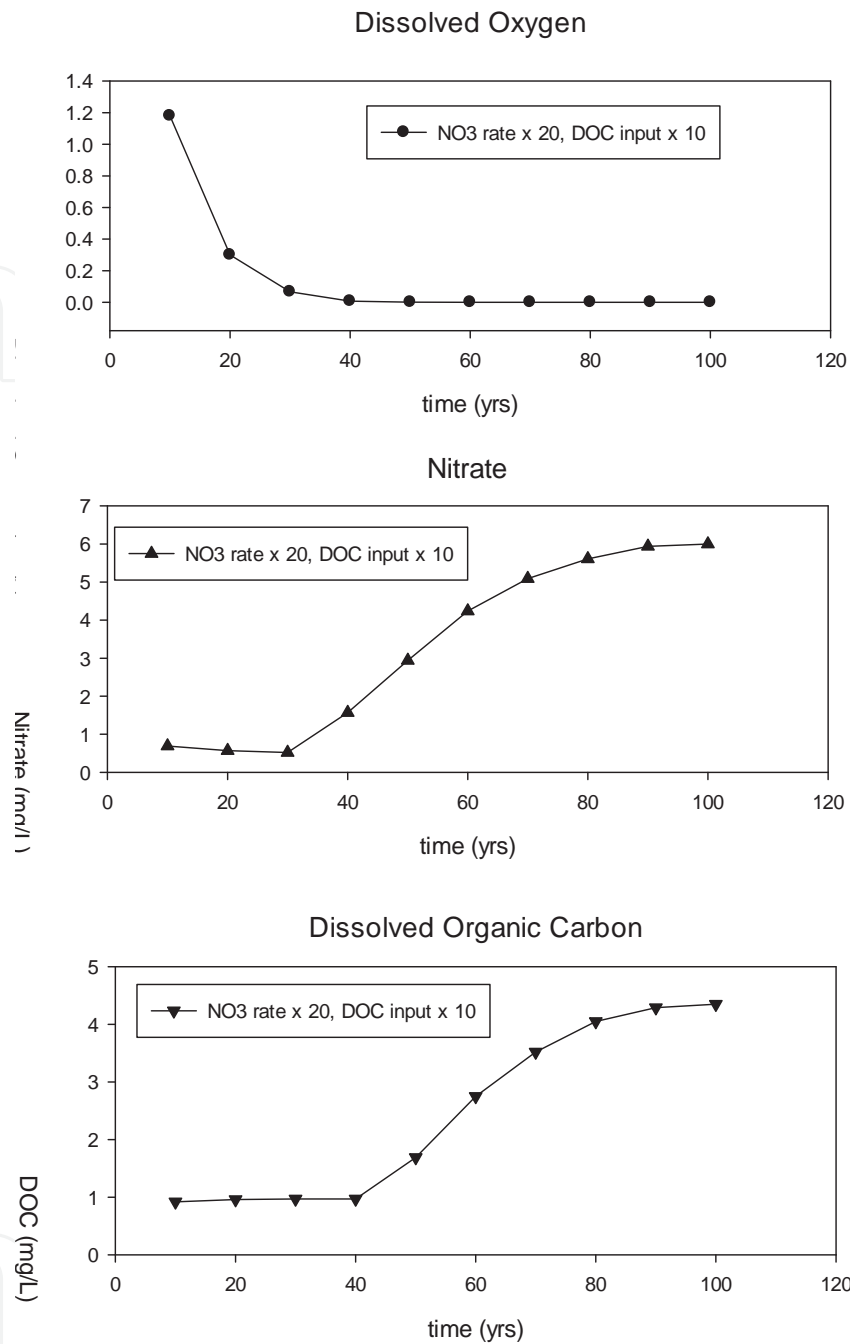 Dissolved Oxygen
1.4
1.2
1.0
0.8
0.6
0.4
0.2
0.0
NO3 rate x 20, DOC input x 10
0 20 40 60 80 100 120
time (yrs)
Nitrate
7
6
5
4
3
2
1
0
NO3 rate x 20, DOC input x 10
0 20 40 60 80 100 120
time (yrs)
Nitrate (mg/L)
Dissolved Organic Carbon
5
4
3
2
1
0
NO3 rate x 20, DOC input x 10
0 20 40 60 80 100 120
time (yrs)
DOC (mg/L)